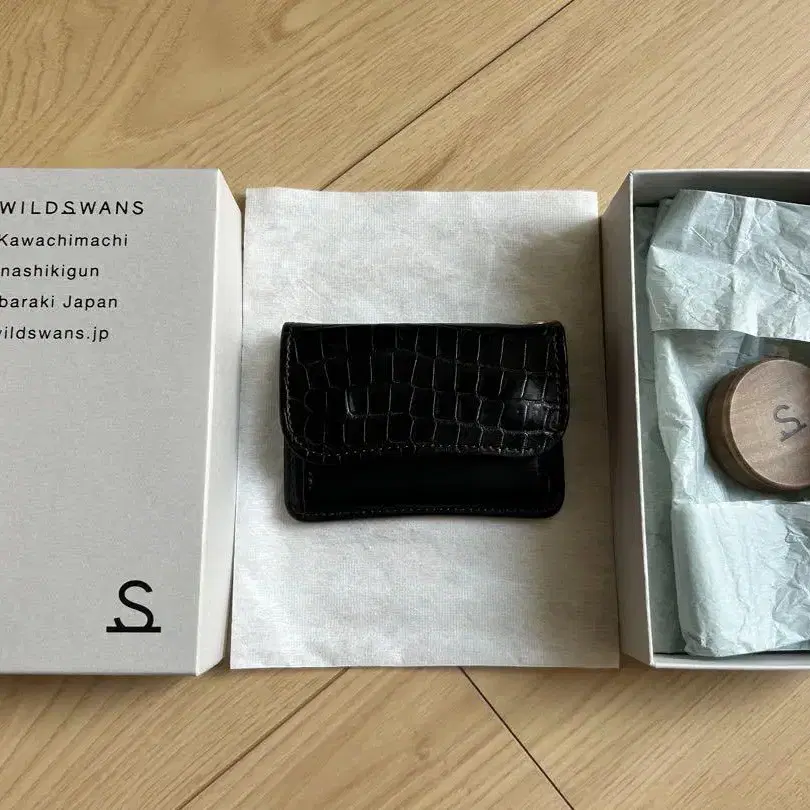 WILDSWANS
Kawachimachi
nashikigun
baraki Japan
wildswans.jp
S
S